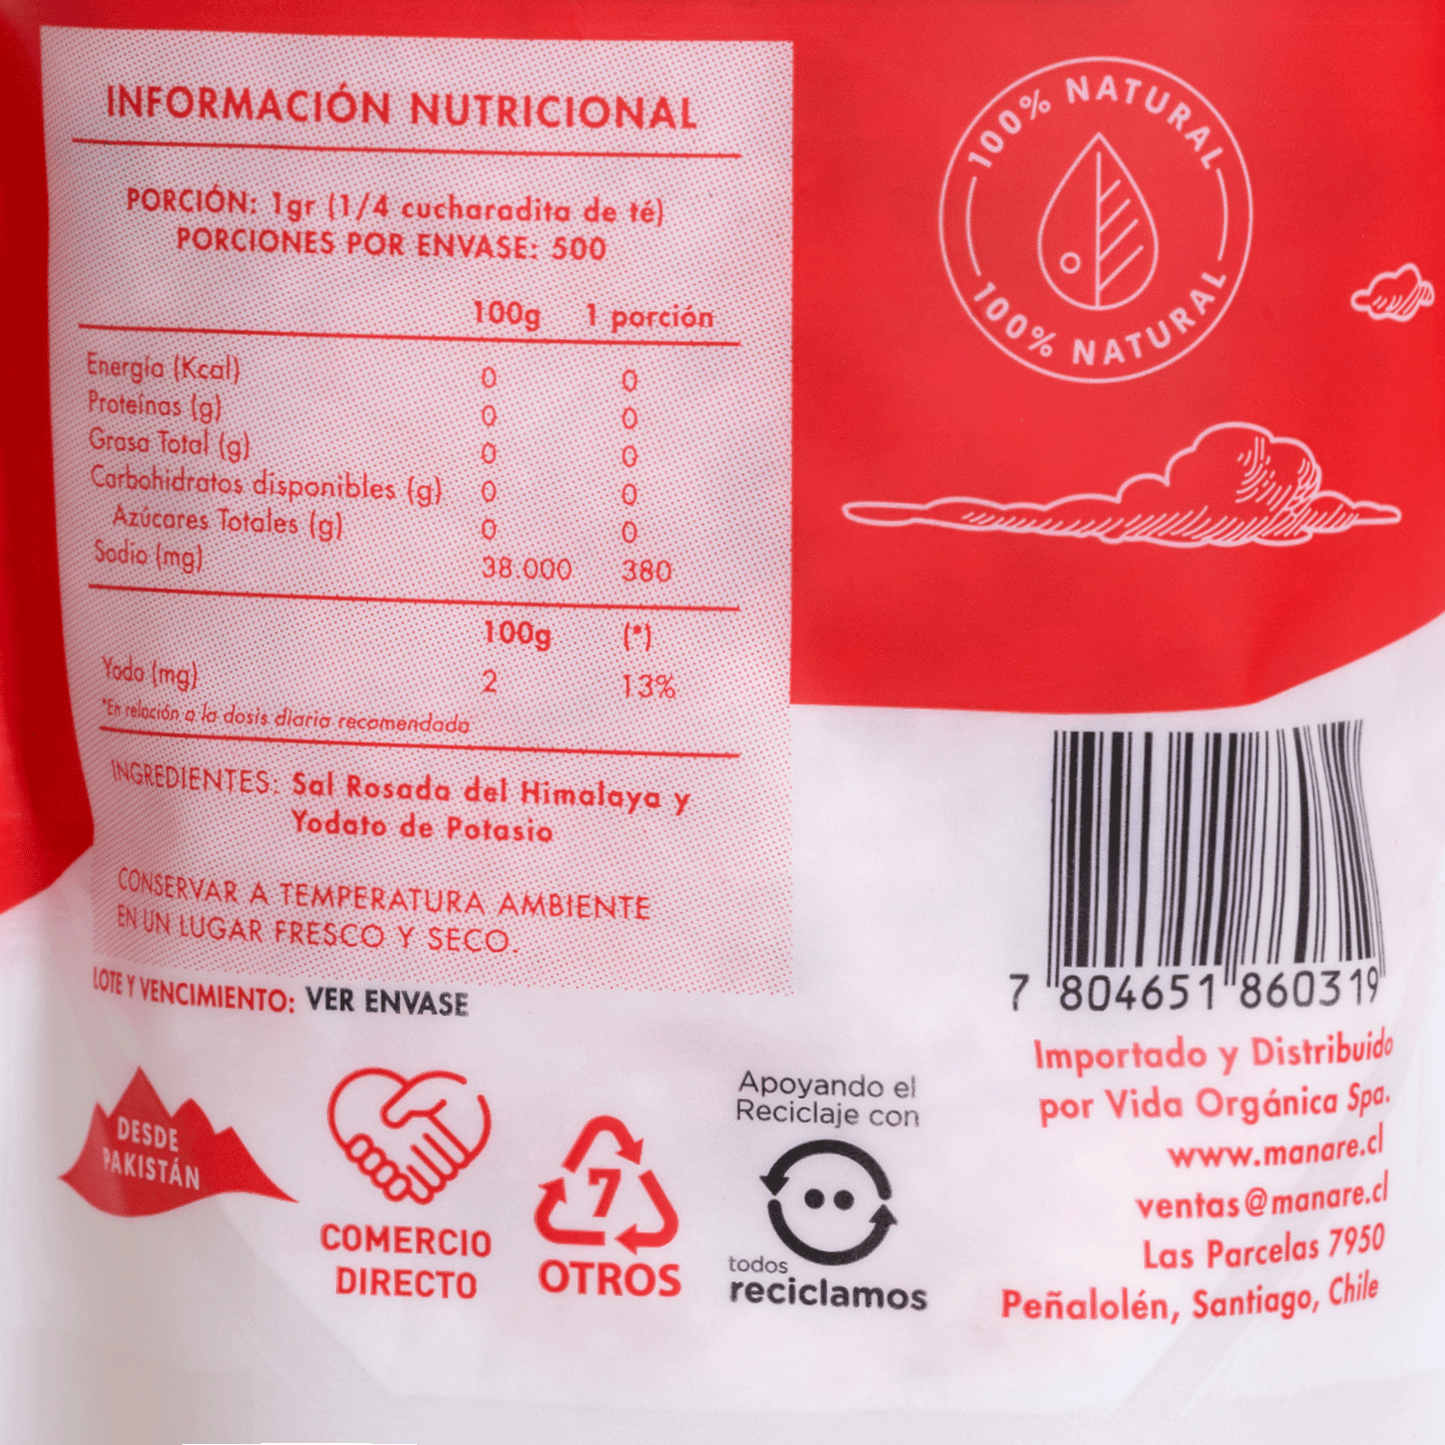 INFORMACIÓN NUTRICIONAL
PORCIÓN: 1gr (1/4 cucharadita de té)
PORCIONES POR ENVASE: 500
100g 1 porción
Energía (Kcal) 0 0
Proteínas (g) 0 0
Grasa Total (g) 0 0
Carbohidratos disponibles (g) 0 0
Azúcares Totales (g) 0 0
Sodio (mg) 38.000 380
100g (*)
Yodo (mg) 2 13%
*En relación a la dosis diaria recomendada
INGREDIENTES: Sal Rosada del Himalaya y
Yodato de Potasio
CONSERVAR A TEMPERATURA AMBIENTE
EN UN LUGAR FRESCO Y SECO.
LOTE Y VENCIMIENTO: VER ENVASE
100% NATURAL
100% NATURAL
7 804651 860319
Importado y Distribuido
por Vida Orgánica Spa.
www.manare.cl
ventas@manare.cl
Las Parcelas 7950
Peñalolén, Santiago, Chile
DESDE
PAKISTÁN
COMERCIO
DIRECTO
7
OTROS
Apoyando el
Reciclaje con
todos
reciclamos